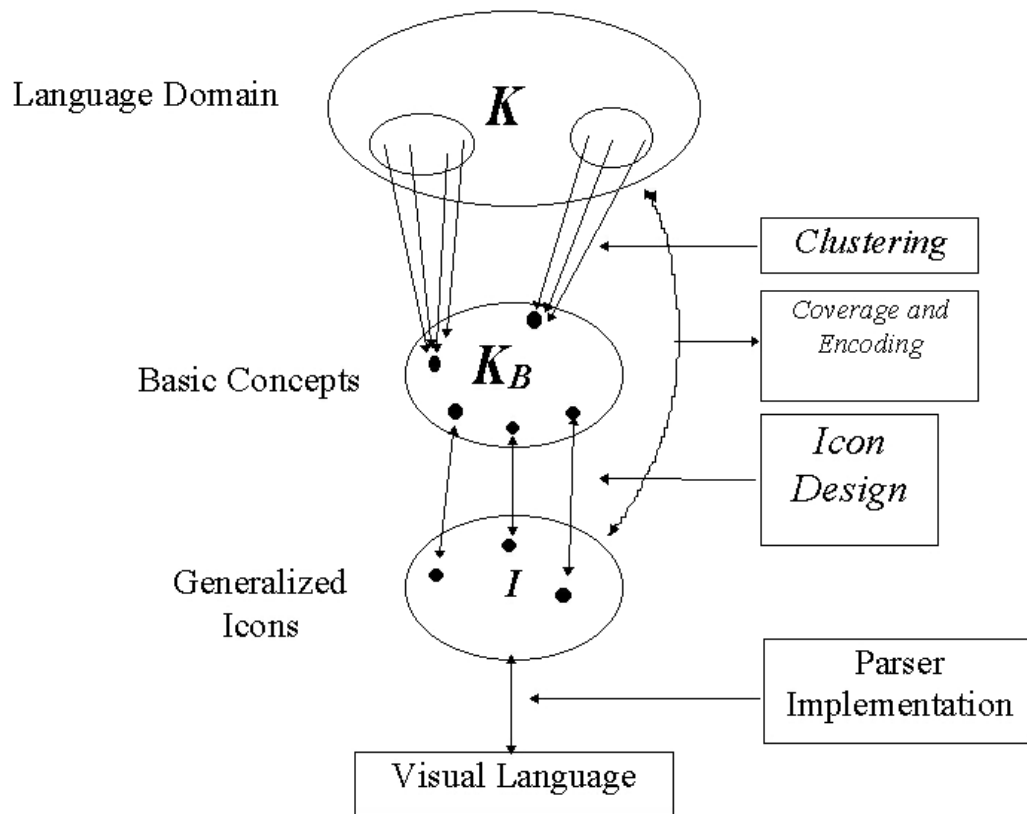 Language Domain
K
Clustering
Coverage and
Encoding
Basic Concepts
K_B
Icon
Design
Generalized
Icons
I
Parser
Implementation
Visual Language